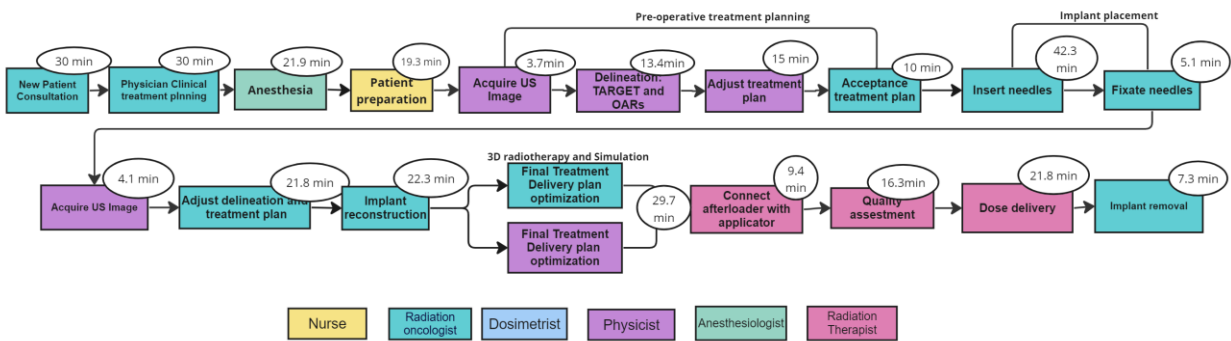 Pre-operative treatment planning
Implant placement
30 min
30 min
21.9 min
19.3 min
3.7min
13.4min
15 min
10 min
42.3
min
5.1 min
New Patient
Consultation
Physician Clinical
treatment plnning
Anesthesia
Patient
preparation
Acquire US
Image
Delineation:
TARGET and
OARs
Adjust treatment
plan
Acceptance
treatment plan
Insert needles
Fixate needles
3D radiotherapy and Simulation
4.1 min
21.8 min
22.3 min
29.7
min
9.4
min
16.3min
21.8 min
7.3 min
Acquire US Image
Adjust delineation and
treatment plan
Implant
reconstruction
Final Treatment
Delivery plan
optimization
Final Treatment
Delivery plan
optimization
Connect
afterloader with
applicator
Quality
assestment
Dose delivery
Implant removal
Nurse
Radiation
oncologist
Dosimetrist
Physicist
Anesthesiologist
Radiation
Therapist